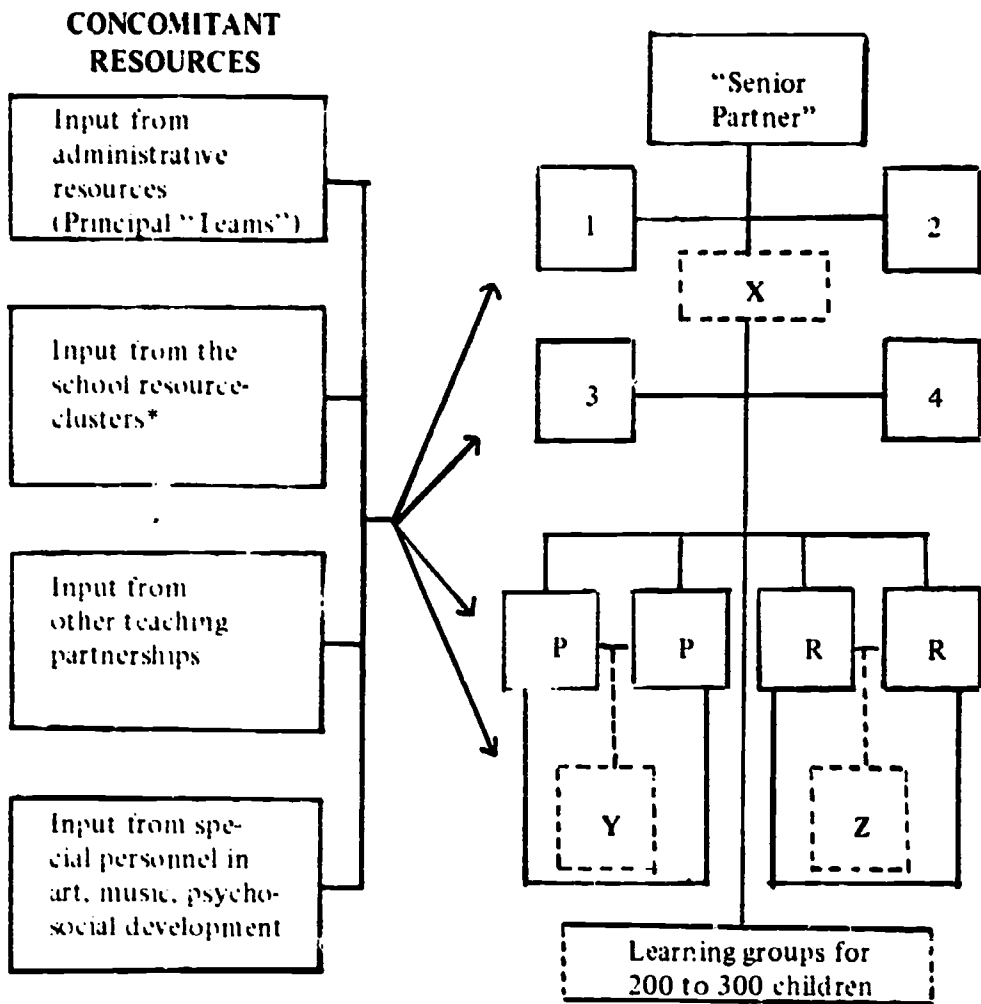 CONCOMITANT
RESOURCES
Input from
administrative
resources
(Principal “Teams”)
Input from the
school resource-
clusters*
Input from
other teaching
partnerships
Input from spe-
cial personnel in
art, music, psycho-
social development
“Senior
Partner”
1
2
X
3
4
P
P
R
R
Y
Z
Learning groups for
200 to 300 children